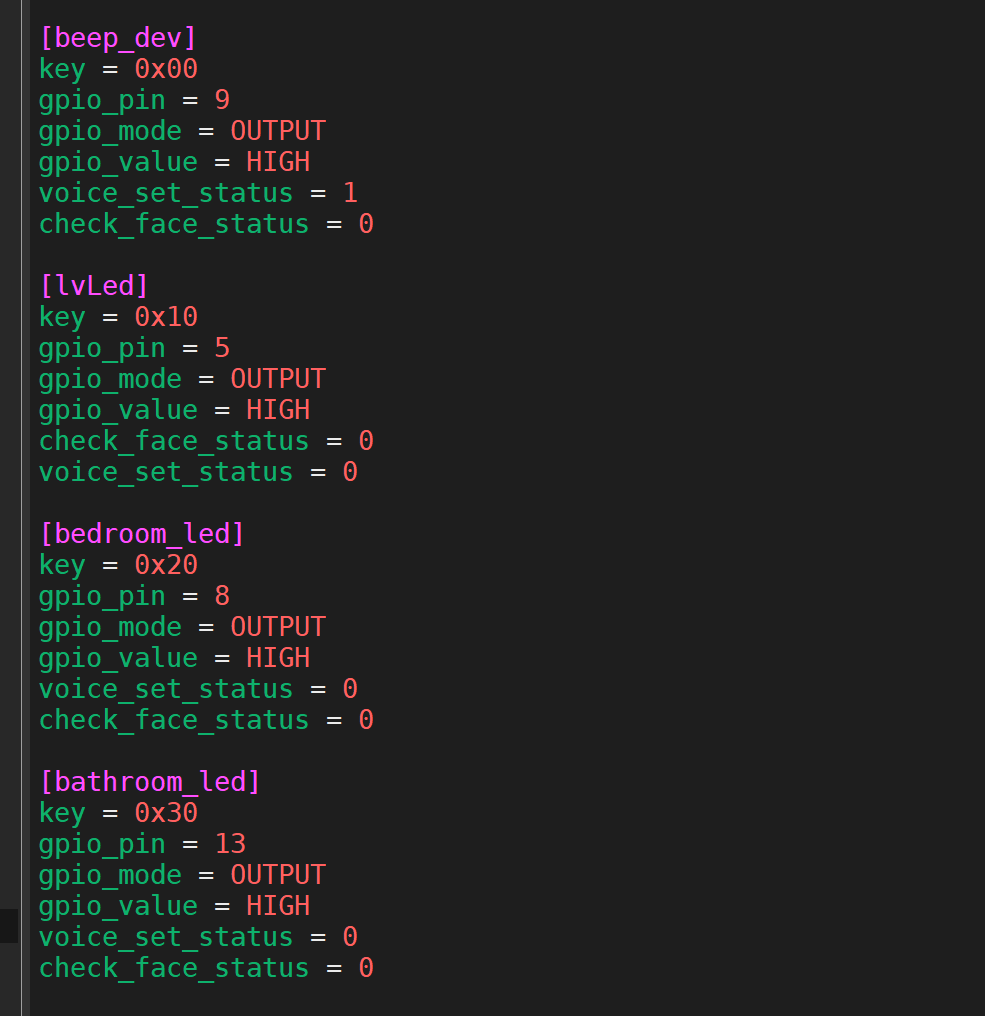 [beep_dev]
key = 0x00
gpio_pin = 9
gpio_mode = OUTPUT
gpio_value = HIGH
voice_set_status = 1
check_face_status = 0
[lvLed]
key = 0x10
gpio_pin = 5
gpio_mode = OUTPUT
gpio_value = HIGH
check_face_status = 0
voice_set_status = 0
[bedroom_led]
key = 0x20
gpio_pin = 8
gpio_mode = OUTPUT
gpio_value = HIGH
voice_set_status = 0
check_face_status = 0
[bathroom_led]
key = 0x30
gpio_pin = 13
gpio_mode = OUTPUT
gpio_value = HIGH
voice_set_status = 0
check_face_status = 0